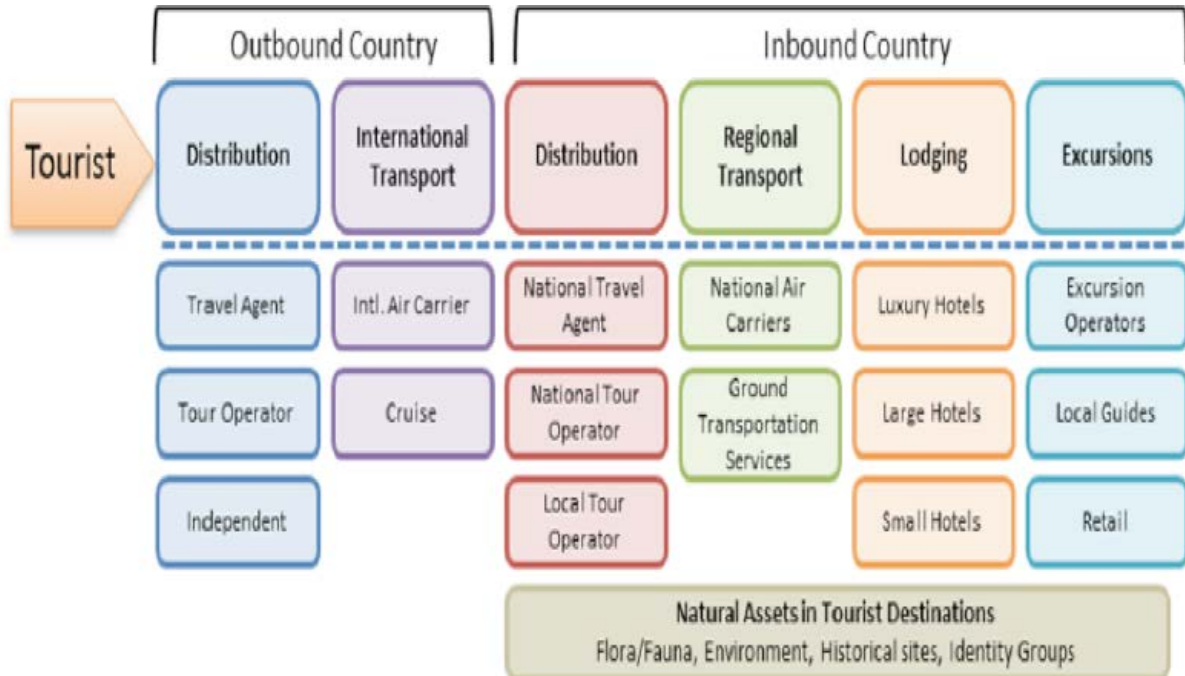 Outbound Country
Inbound Country
Tourist
Distribution
International
Transport
Distribution
Regional
Transport
Lodging
Excursions
Travel Agent
Intl. Air Carrier
National Travel
Agent
National Air
Carriers
Luxury Hotels
Excursion
Operators
Tour Operator
Cruise
National Tour
Operator
Ground
Transportation
Services
Large Hotels
Local Guides
Independent
Local Tour
Operator
Small Hotels
Retail
Natural Assets in Tourist Destinations
Flora/Fauna, Environment, Historical sites, Identity Groups